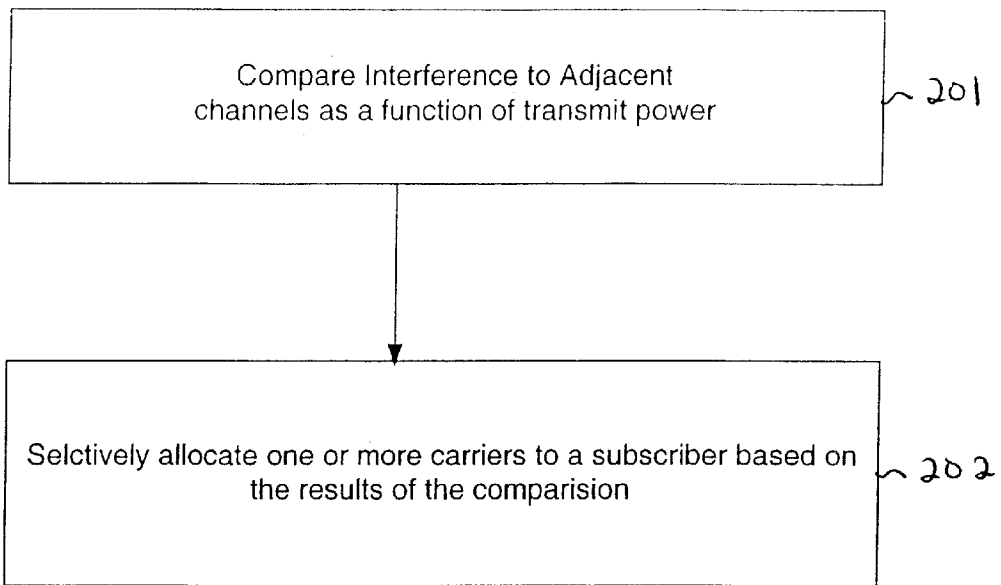 Compare Interference to Adjacent
channels as a function of transmit power
201
Selctively allocate one or more carriers to a subscriber based on
the results of the comparision
202